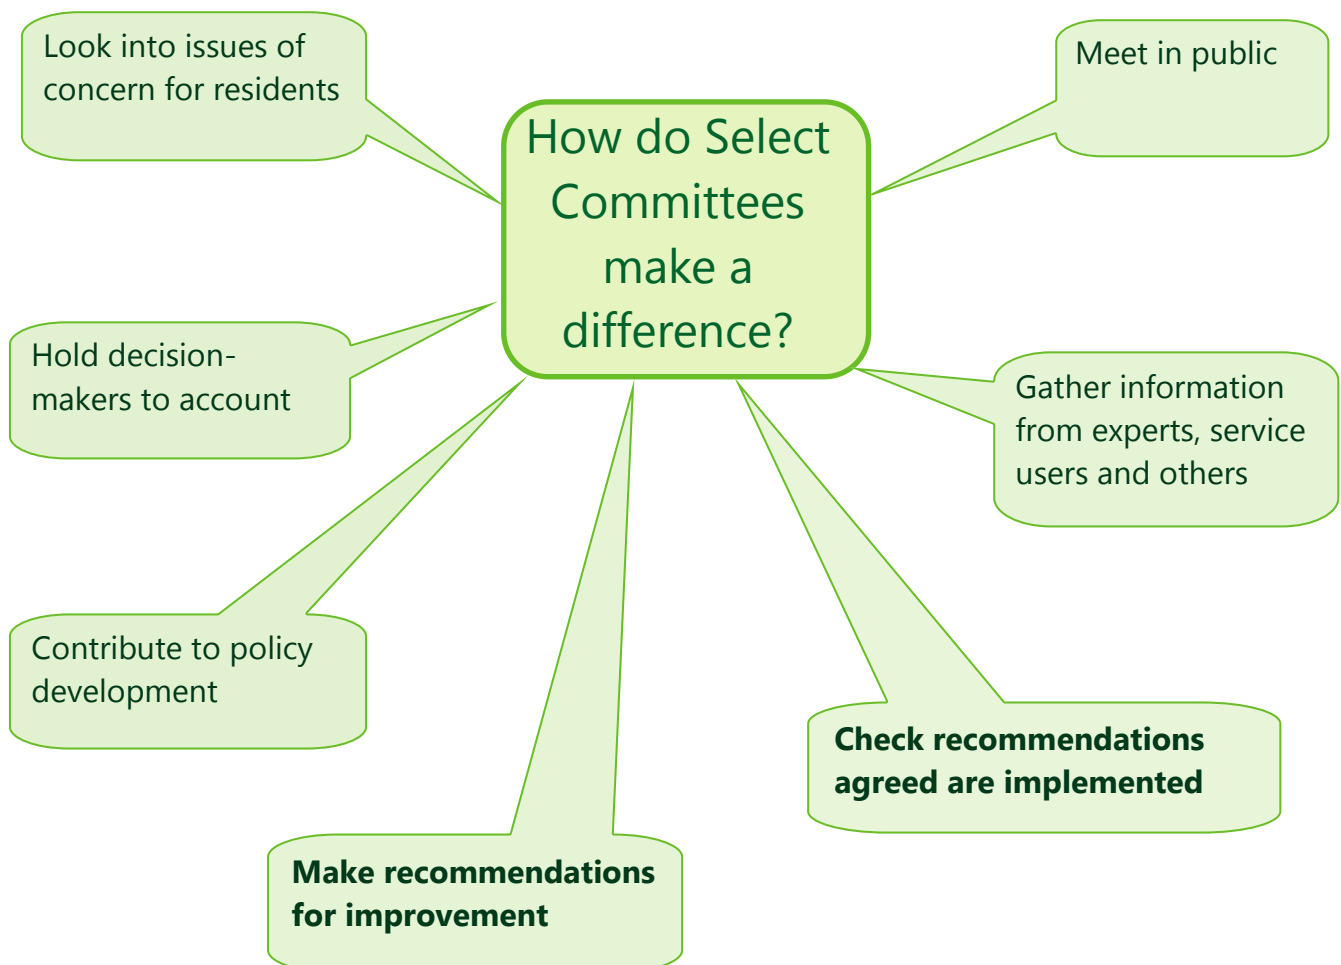 Look into issues of
concern for residents
Meet in public
How do Select
Committees
make a
difference?
Hold decision-
makers to account
Gather information
from experts, service
users and others
Contribute to policy
development
Check recommendations
agreed are implemented
Make recommendations
for improvement